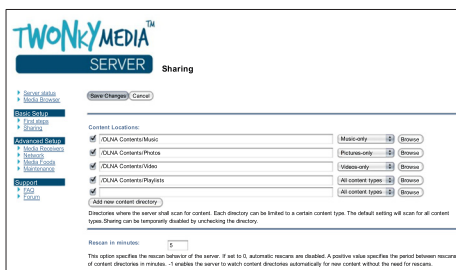 TWONKYMEDIA™
SERVER
Sharing
Server status
Media Browser
Save Changes Cancel
Basic Setup
First steps
Sharing
Content Locations:
/DLNA Contents/Music Music-only Browse
Advanced Setup
Media Receivers
/DLNA Contents/Photos Pictures-only Browse
Network
Media Feeds
/DLNA Contents/Video Videos-only Browse
Maintenance
/DLNA Contents/Playlists All content types Browse
Support
FAQ
All content types Browse
Forum
Add new content directory
Directories where the server shall scan for content. Each directory can be limited to a certain content type. The default setting will scan for all content
types. Sharing can be temporarily disabled by unchecking the directory.
Rescan in minutes: 5
This option specifies the rescan behavior of the server. If set to 0, automatic rescans are disabled. A positive value specifies the period between rescans
of content directories in minutes. -1 enables the server to watch content directories automatically for new content without the need for rescans.